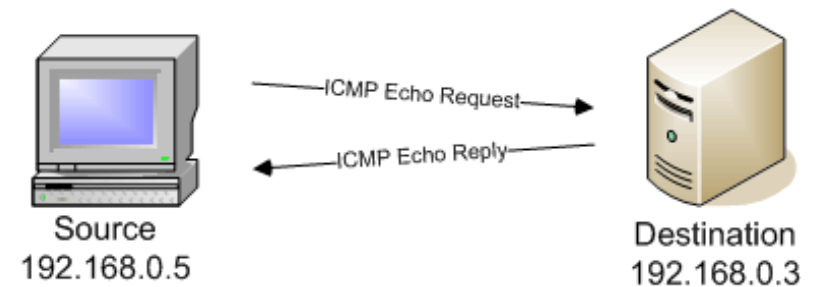 ICMP Echo Request
ICMP Echo Reply
Source
192.168.0.5
Destination
192.168.0.3